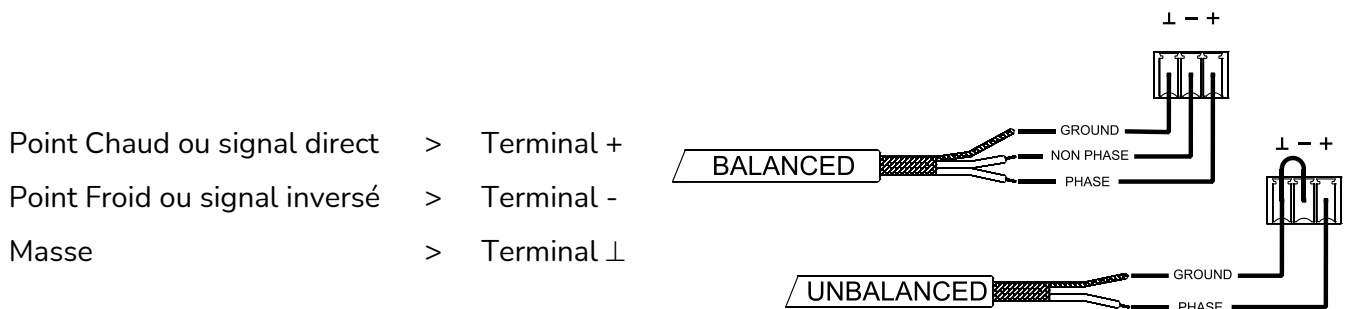 Point Chaud ou signal direct > Terminal +
Point Froid ou signal inversé > Terminal -
Masse > Terminal ⊥
⊥ − +
GROUND
NON PHASE
PHASE
BALANCED
⊥ − +
GROUND
PHASE
UNBALANCED